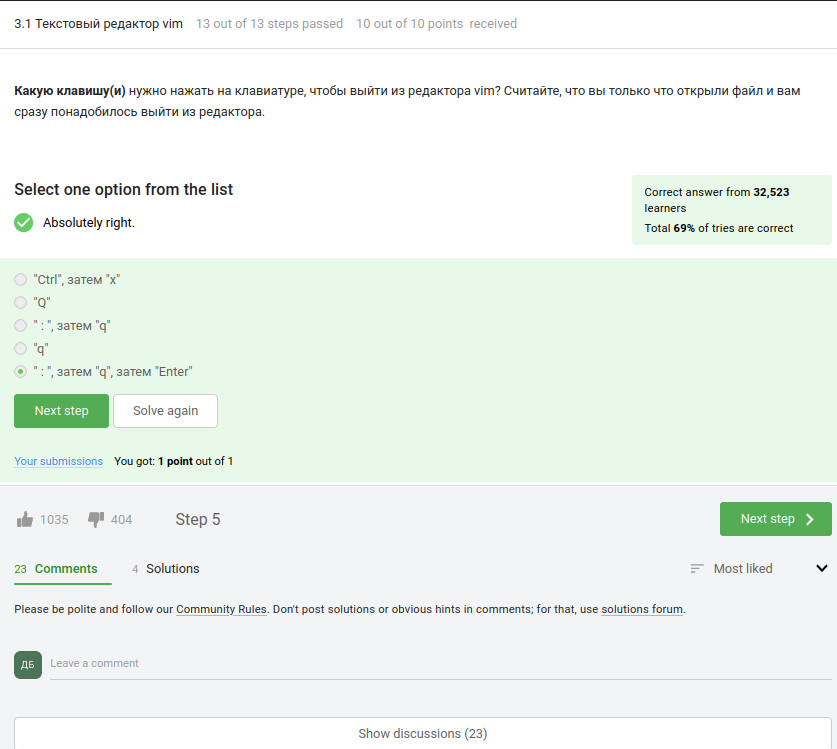 3.1 Текстовый редактор vim 13 out of 13 steps passed 10 out of 10 points received
Какую клавишу(и) нужно нажать на клавиатуре, чтобы выйти из редактора vim? Считайте, что вы только что открыли файл и вам
сразу понадобилось выйти из редактора.
Select one option from the list
Absolutely right.
Correct answer from 32,523
learners
Total 69% of tries are correct
"Ctrl", затем "x"
"Q"
" : ", затем "q"
"q"
" : ", затем "q", затем "Enter"
Next step Solve again
Your submissions You got: 1 point out of 1
1035 404 Step 5 Next step
23 Comments 4 Solutions Most liked
Please be polite and follow our Community Rules. Don't post solutions or obvious hints in comments; for that, use solutions forum.
ДБ Leave a comment
Show discussions (23)